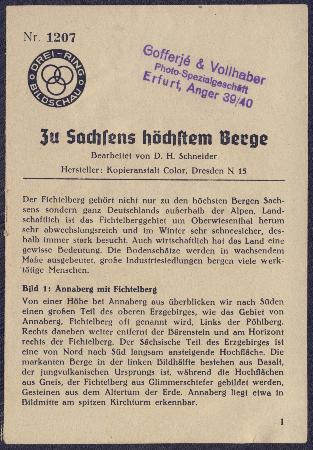 Nr. 1207
DREI-RING
BILDSCHAU
Gofferjé & Vollhaber
Photo-Spezialgeschäft
Erfurt, Anger 39/40
Zu Sachsens höchstem Berge
Bearbeitet von D. H. Schneider
Hersteller: Kopieranstalt Color, Dresden N 15
Der Fichtelberg gehört nicht nur zu den höchsten Bergen Sach-
sens sondern ganz Deutschlands außerhalb der Alpen. Land-
schaftlich ist das Fichtelberggebiet um Oberwiesenthal herum
sehr abwechslungsreich und im Winter sehr schneesicher, des-
halb immer stark besucht. Auch wirtschaftlich hat das Land eine
gewisse Bedeutung. Die Bodenschätze werden in wachsendem
Maße ausgebeutet, große Industriesiedlungen bergen viele werk-
tätige Menschen.
Bild 1: Annaberg mit Fichtelberg
Von einer Höhe bei Annaberg aus überblicken wir nach Süden
einen großen Teil des oberen Erzgebirges, wie das Gebiet von
Annaberg, Fichtelberg oft genannt wird. Links der Pöhlberg.
Rechts daneben weiter entfernt der Bärenstein und am Horizont
rechts der Fichtelberg. Der Sächsische Teil des Erzgebirges ist
eine von Nord nach Süd langsam ansteigende Hochfläche. Die
markanten Berge in der linken Bildhälfte bestehen aus Basalt,
der jungvulkanischen Ursprungs ist, während die Hochflächen
aus Gneis, der Fichtelberg aus Glimmerschiefer gebildet werden,
Gesteinen aus dem Altertum der Erde. Annaberg liegt etwa in
Bildmitte am spitzen Kirchturm erkennbar.
1